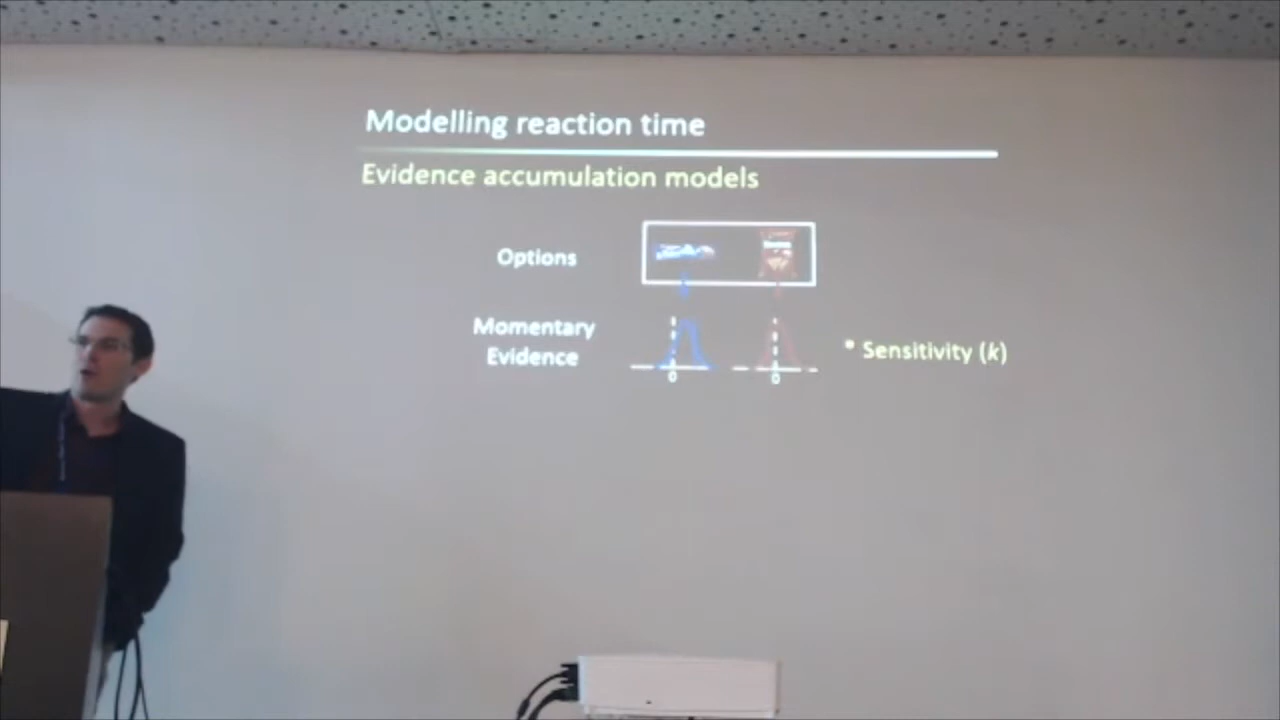 Modelling reaction time
Evidence accumulation models
Options
Momentary
Evidence
0
0
• Sensitivity (k)